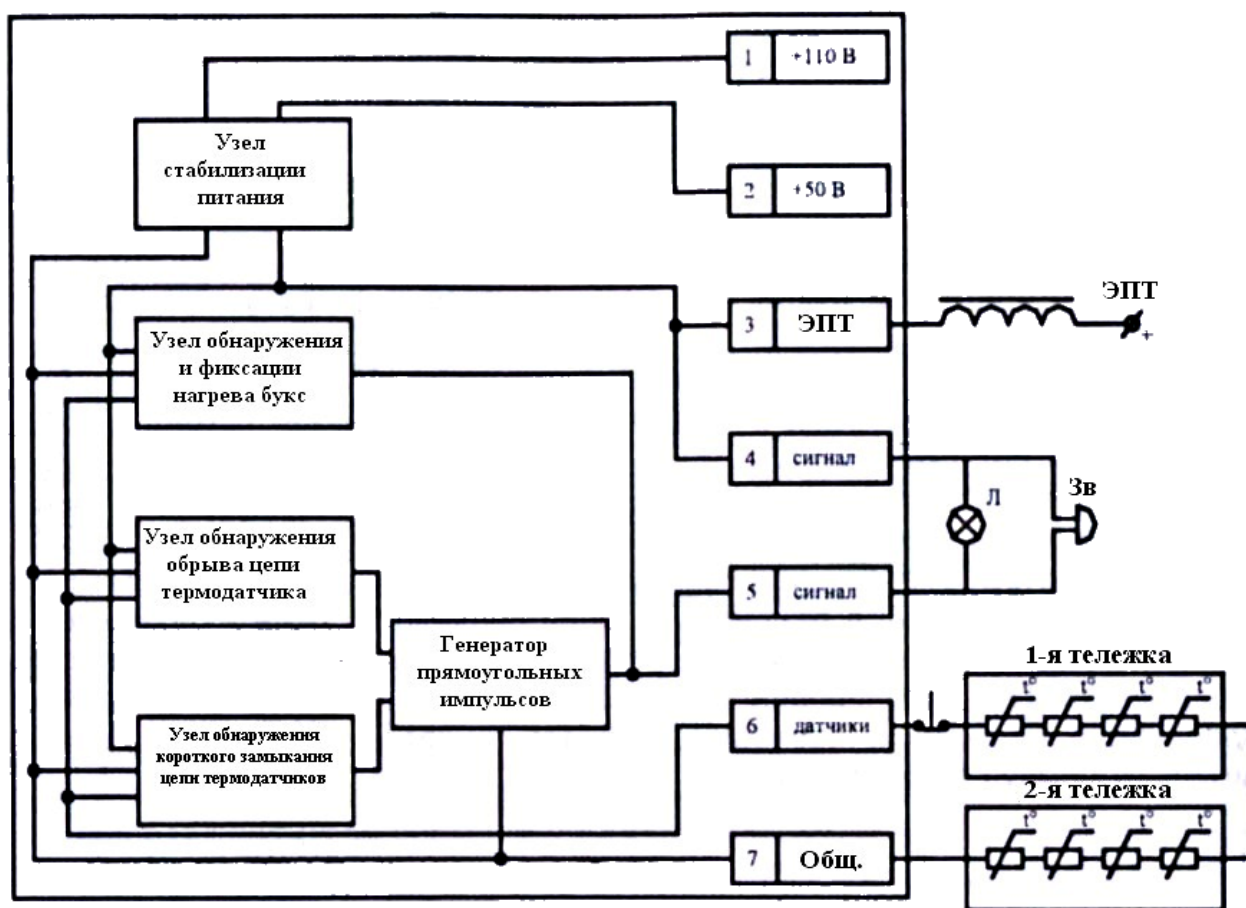 1 +110 В
Узел
стабилизации
питания
2 +50 В
3 ЭПТ
ЭПТ
+
Узел обнаружения
и фиксации
нагрева букс
4 сигнал
Л
Зв
Узел обнаружения
обрыва цепи
термодатчика
5 сигнал
Генератор
прямоугольных
импульсов
1-я тележка
t° t° t° t°
6 датчики
Узел обнаружения
короткого замыкания
цепи термодатчиков
2-я тележка
t° t° t° t°
7 Общ.